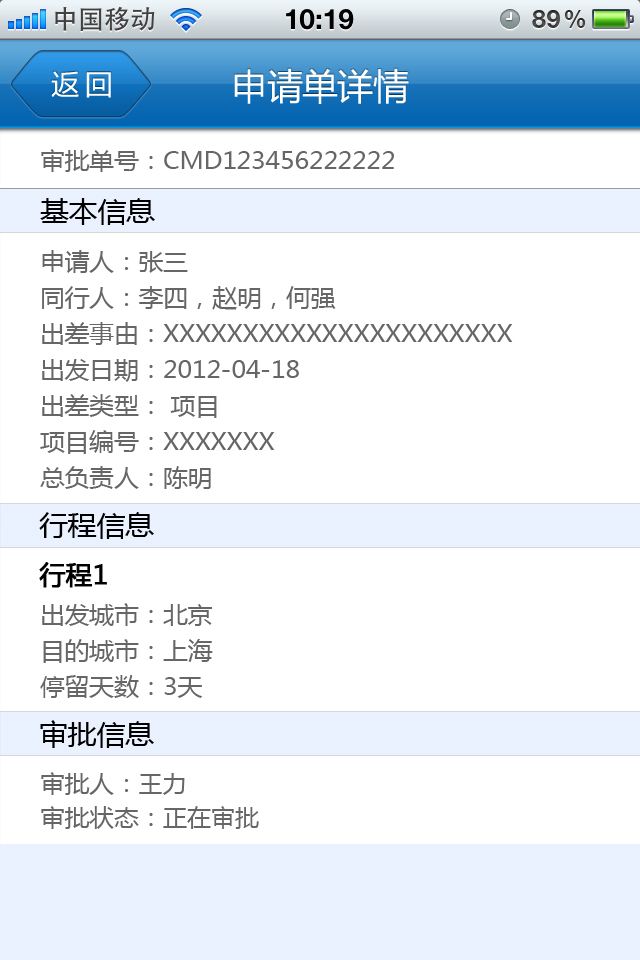 中国移动 10:19 89%
返回 申请单详情
审批单号：CMD123456222222
基本信息
申请人：张三
同行人：李四，赵明，何强
出差事由：XXXXXXXXXXXXXXXXXXXXXX
出发日期：2012-04-18
出差类型： 项目
项目编号：XXXXXXX
总负责人：陈明
行程信息
行程1
出发城市：北京
目的城市：上海
停留天数：3天
审批信息
审批人：王力
审批状态：正在审批